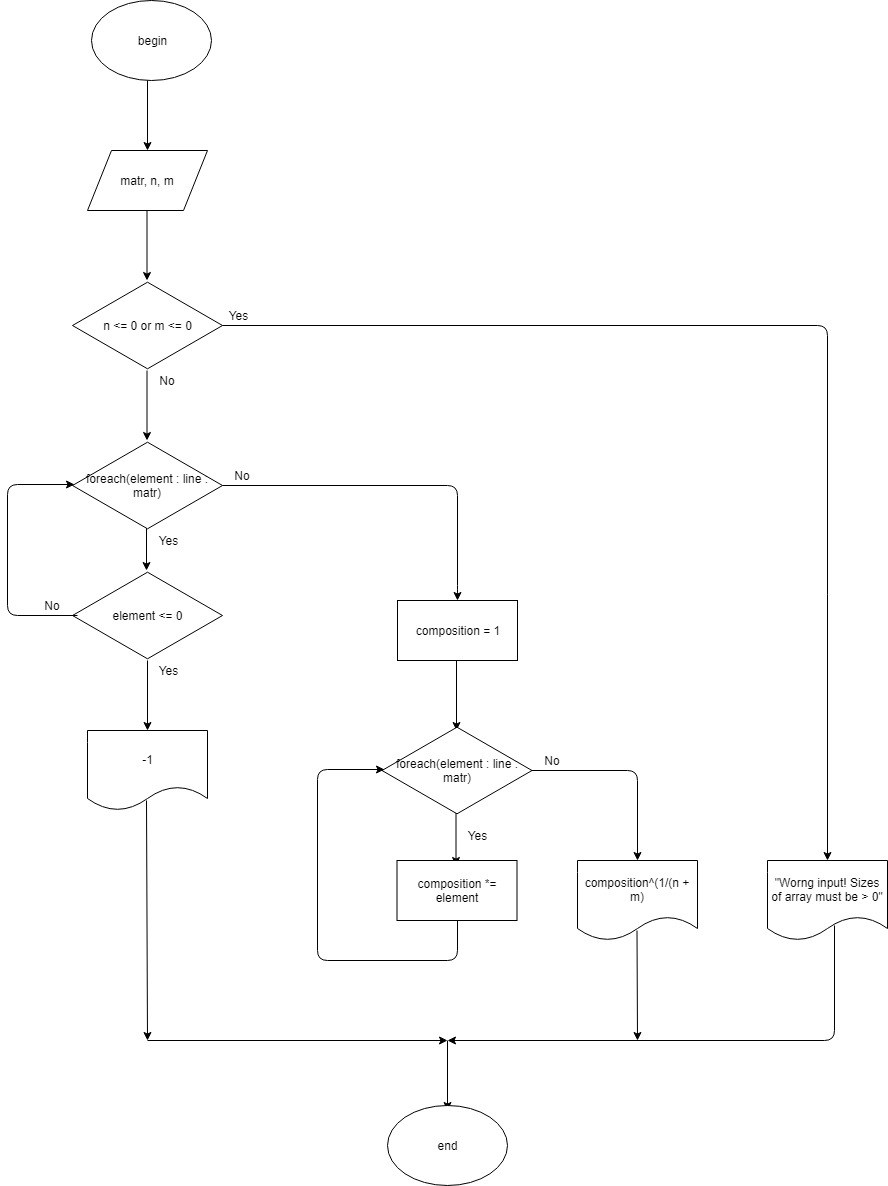 begin
matr, n, m
n <= 0 or m <= 0
Yes
No
foreach(element : line :
matr)
No
Yes
element <= 0
No
Yes
-1
composition = 1
foreach(element : line :
matr)
No
Yes
composition *=
element
composition^(1/(n +
m)
"Worng input! Sizes
of array must be > 0"
end